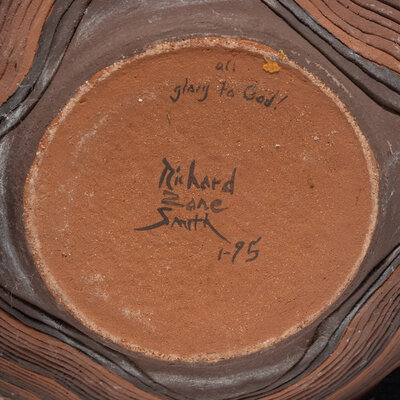 all
glory to God!
Richard
Zane
Smith
1-95